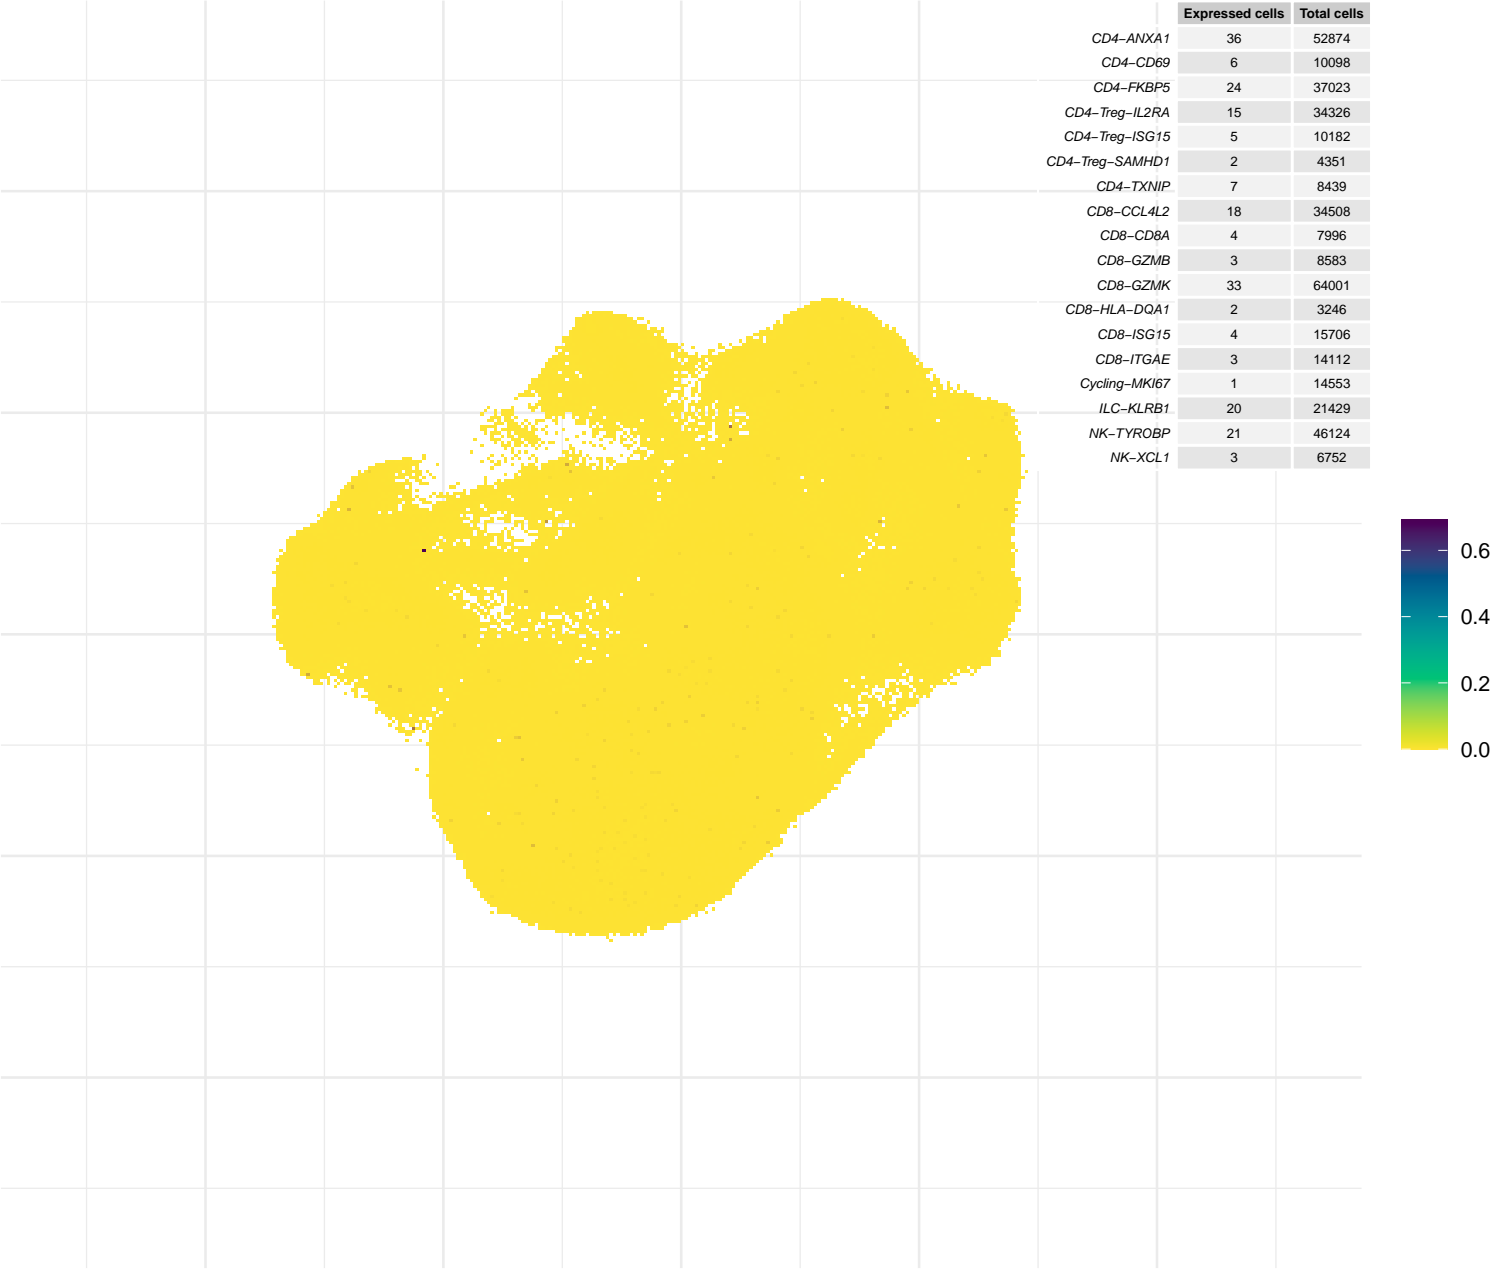 Expressed cells Total cells
CD4−ANXA1 36 52874
CD4−CD69 6 10098
CD4−FKBP5 24 37023
CD4−Treg−IL2RA 15 34326
CD4−Treg−ISG15 5 10182
CD4−Treg−SAMHD1 2 4351
CD4−TXNIP 7 8439
CD8−CCL4L2 18 34508
CD8−CD8A 4 7996
CD8−GZMB 3 8583
CD8−GZMK 33 64001
CD8−HLA−DQA1 2 3246
CD8−ISG15 4 15706
CD8−ITGAE 3 14112
Cycling−MKI67 1 14553
ILC−KLRB1 20 21429
NK−TYROBP 21 46124
NK−XCL1 3 6752
0.6
0.4
0.2
0.0